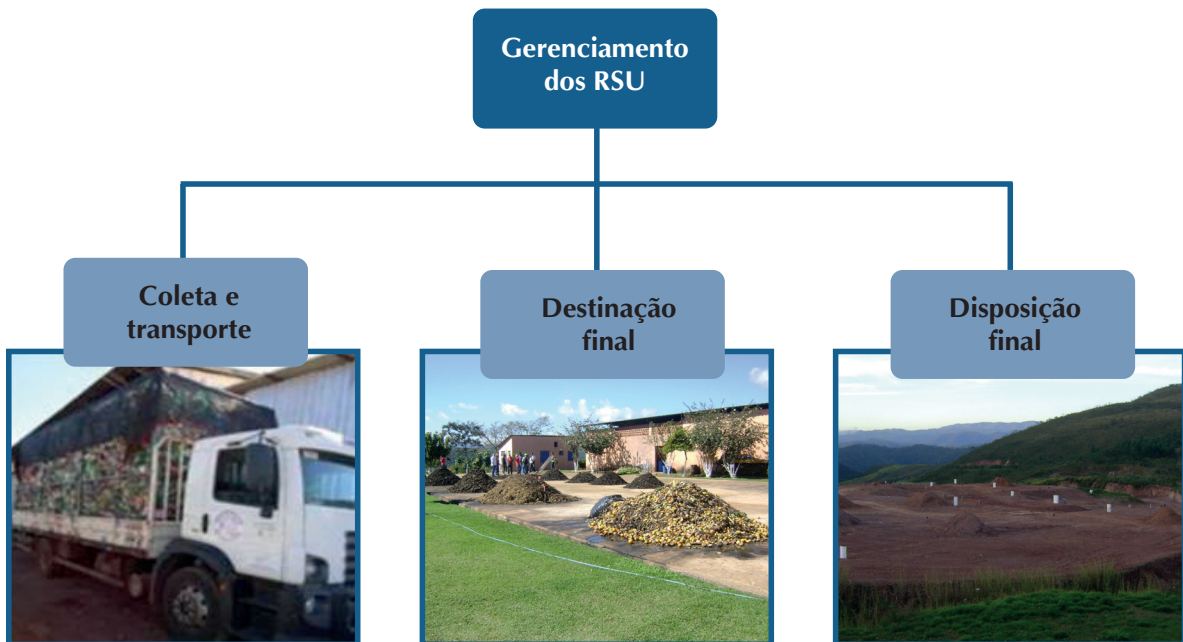 Gerenciamento
dos RSU
Coleta e
transporte
Destinação
final
Disposição
final